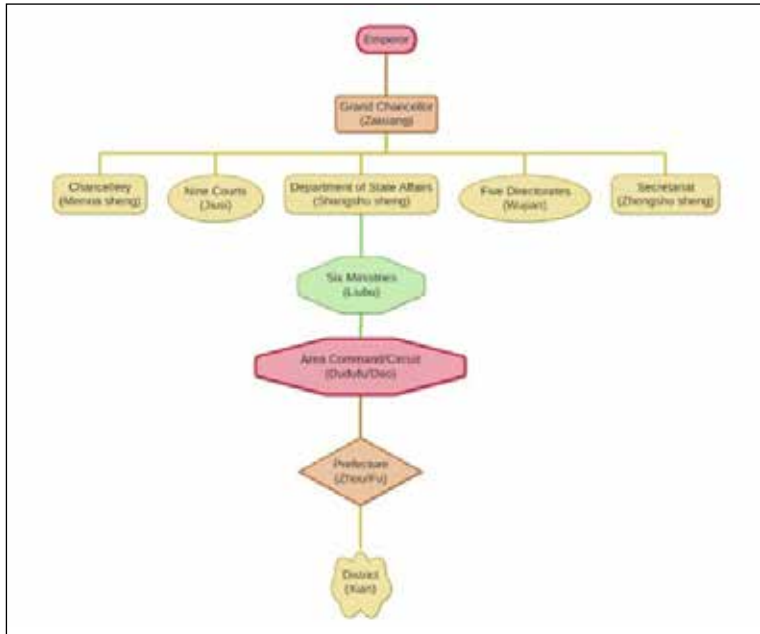 Emperor
Grand Chancellor
(Zaixiang)
Chancellery
(Menxia sheng)
Nine Courts
(Jiusi)
Department of State Affairs
(Shangshu sheng)
Five Directorates
(Wujian)
Secretariat
(Zhongshu sheng)
Six Ministries
(Liubu)
Area Command/Circuit
(Dudufu/Dao)
Prefecture
(Zhou/Fu)
District
(Xian)